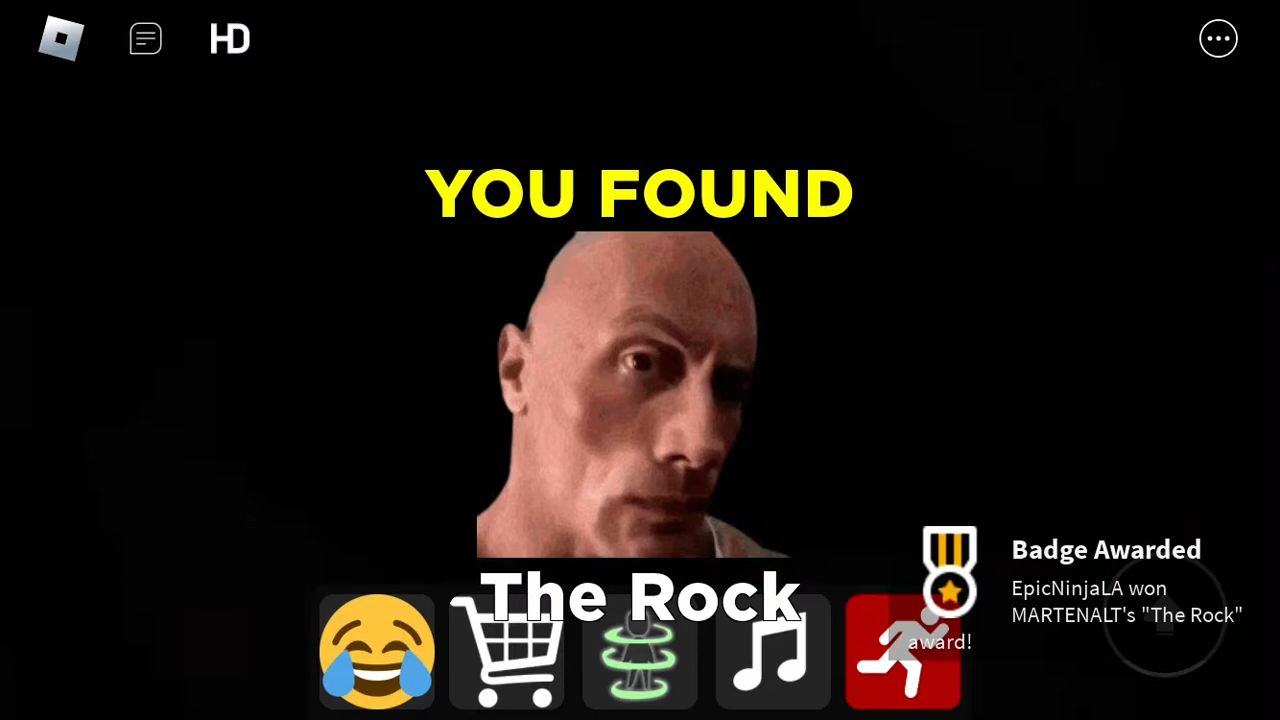 HD
YOU FOUND
The Rock
Badge Awarded
EpicNinjaLA won
MARTENALT's "The Rock"
award!